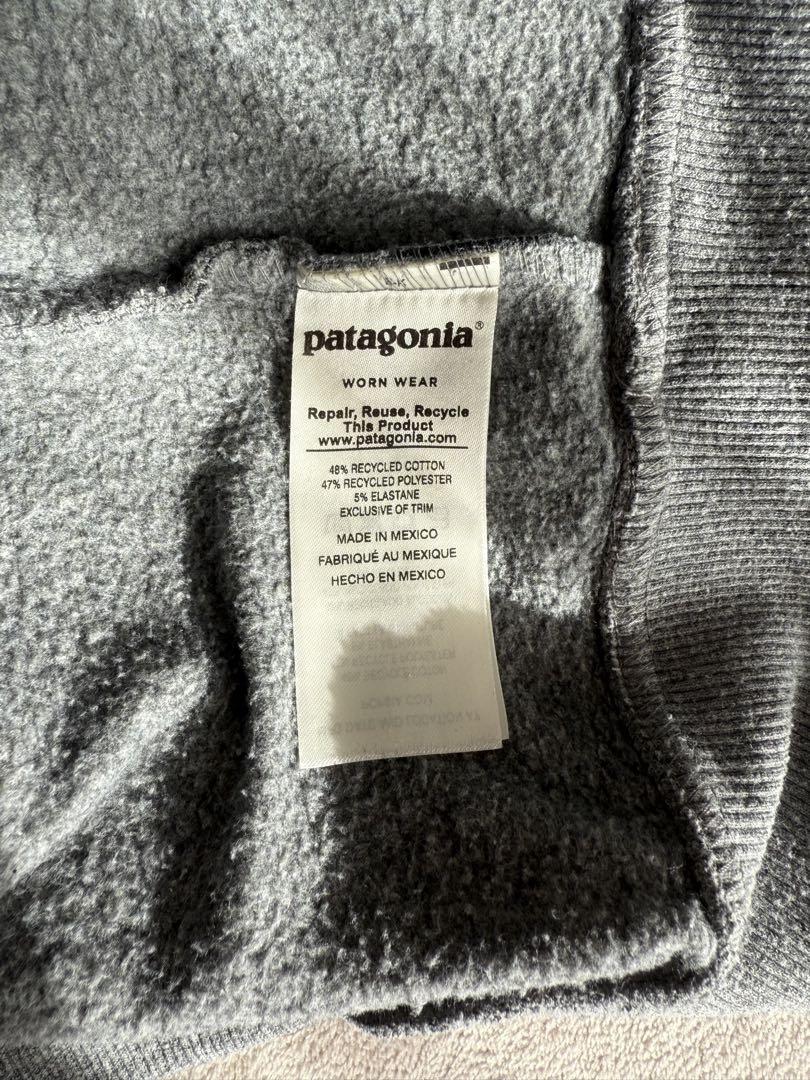 patagonia®
WORN WEAR
Repair, Reuse, Recycle
This Product
www.patagonia.com
48% RECYCLED COTTON
47% RECYCLED POLYESTER
5% ELASTANE
EXCLUSIVE OF TRIM
MADE IN MEXICO
FABRIQUÉ AU MEXIQUE
HECHO EN MEXICO